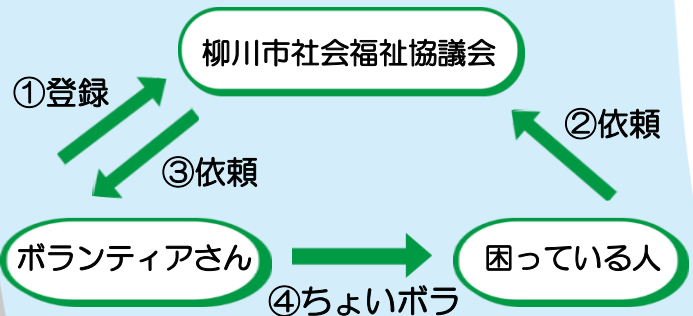 柳川市社会福祉協議会
①登録
②依頼
③依頼
ボランティアさん
困っている人
④ちょいボラ